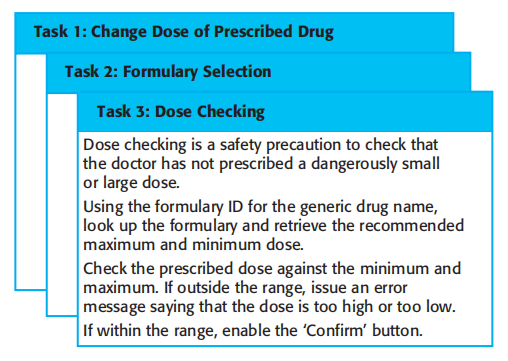 Task 1: Change Dose of Prescribed Drug
Task 2: Formulary Selection
Task 3: Dose Checking
Dose checking is a safety precaution to check that
the doctor has not prescribed a dangerously small
or large dose.
Using the formulary ID for the generic drug name,
look up the formulary and retrieve the recommended
maximum and minimum dose.
Check the prescribed dose against the minimum and
maximum. If outside the range, issue an error
message saying that the dose is too high or too low.
If within the range, enable the ‘Confirm’ button.